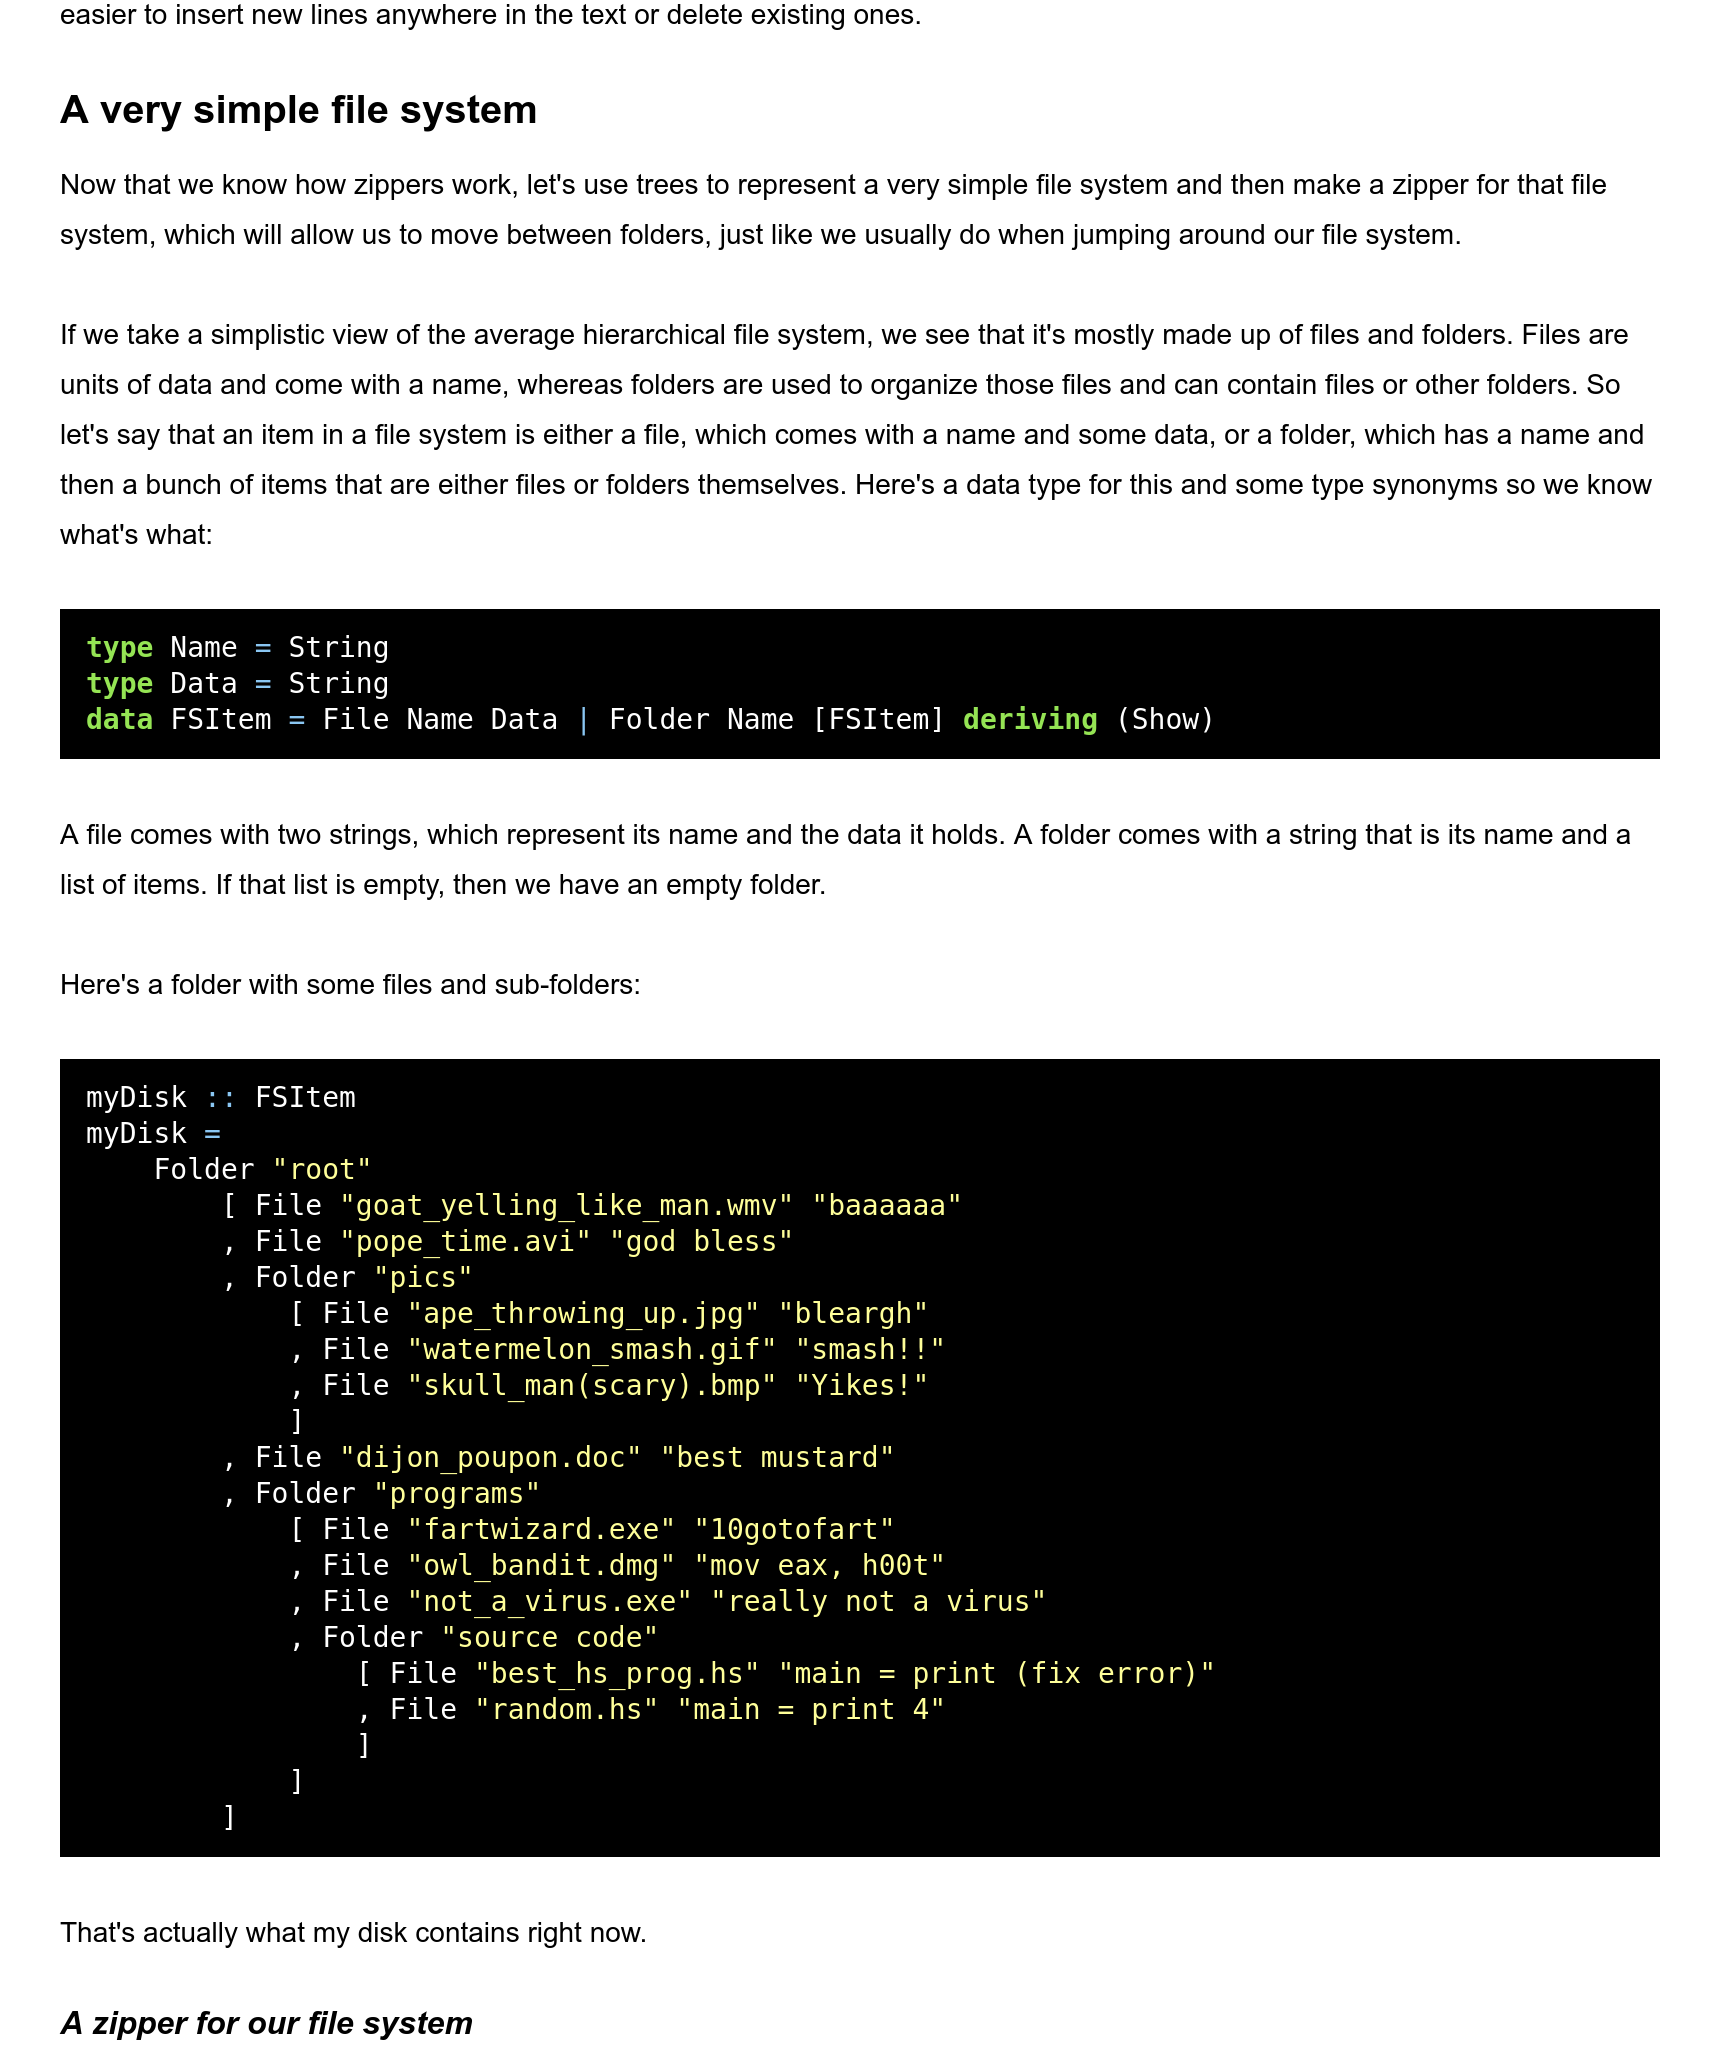 easier to insert new lines anywhere in the text or delete existing ones.
A very simple file system
Now that we know how zippers work, let's use trees to represent a very simple file system and then make a zipper for that file
system, which will allow us to move between folders, just like we usually do when jumping around our file system.
If we take a simplistic view of the average hierarchical file system, we see that it's mostly made up of files and folders. Files are
units of data and come with a name, whereas folders are used to organize those files and can contain files or other folders. So
let's say that an item in a file system is either a file, which comes with a name and some data, or a folder, which has a name and
then a bunch of items that are either files or folders themselves. Here's a data type for this and some type synonyms so we know
what's what:
type Name = String
type Data = String
data FSItem = File Name Data | Folder Name [FSItem] deriving (Show)
A file comes with two strings, which represent its name and the data it holds. A folder comes with a string that is its name and a
list of items. If that list is empty, then we have an empty folder.
Here's a folder with some files and sub-folders:
myDisk :: FSItem
myDisk =
    Folder "root"
        [ File "goat_yelling_like_man.wmv" "baaaaaa"
        , File "pope_time.avi" "god bless"
        , Folder "pics"
            [ File "ape_throwing_up.jpg" "bleargh"
            , File "watermelon_smash.gif" "smash!!"
            , File "skull_man(scary).bmp" "Yikes!"
            ]
        , File "dijon_poupon.doc" "best mustard"
        , Folder "programs"
            [ File "fartwizard.exe" "10gotofart"
            , File "owl_bandit.dmg" "mov eax, h00t"
            , File "not_a_virus.exe" "really not a virus"
            , Folder "source code"
                [ File "best_hs_prog.hs" "main = print (fix error)"
                , File "random.hs" "main = print 4"
                ]
            ]
        ]
That's actually what my disk contains right now.
A zipper for our file system